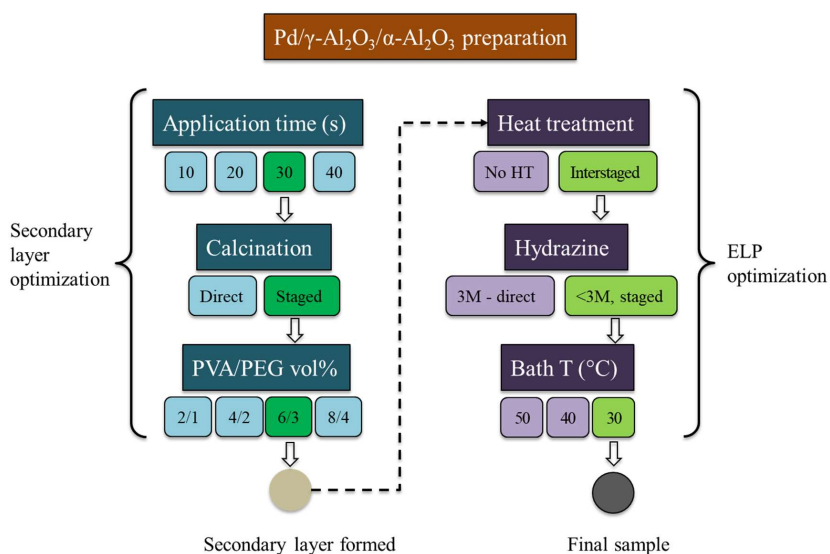 Pd/γ-Al₂O₃/α-Al₂O₃ preparation
Secondary
layer
optimization
Application time (s)
10 20 30 40
Calcination
Direct Staged
PVA/PEG vol%
2/1 4/2 6/3 8/4
Secondary layer formed
Heat treatment
No HT Interstaged
Hydrazine
3M - direct <3M, staged
Bath T (°C)
50 40 30
Final sample
ELP
optimization